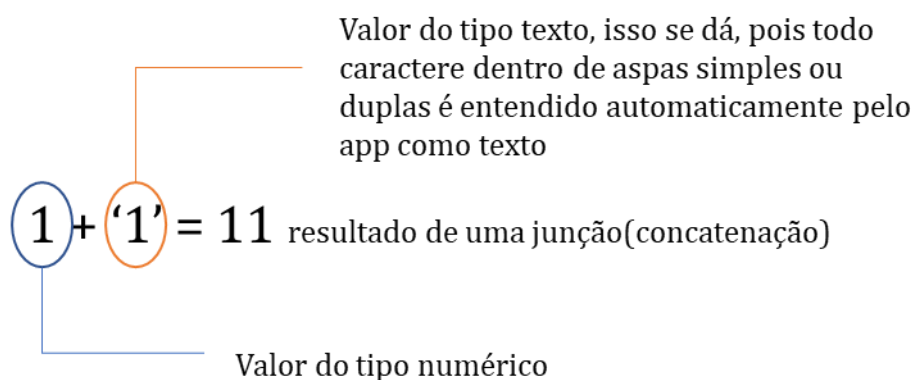 Valor do tipo texto, isso se dá, pois todo
caractere dentro de aspas simples ou
duplas é entendido automaticamente pelo
app como texto
1 + ‘1’ = 11 resultado de uma junção(concatenação)
Valor do tipo numérico